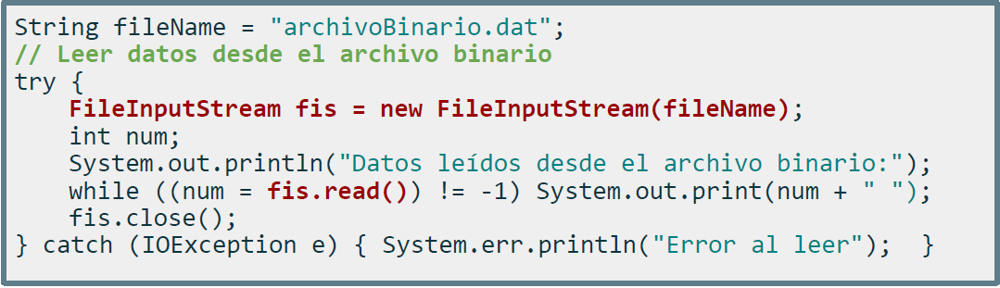 String fileName = "archivoBinario.dat";
// Leer datos desde el archivo binario
try {
    FileInputStream fis = new FileInputStream(fileName);
    int num;
    System.out.println("Datos leídos desde el archivo binario:");
    while ((num = fis.read()) != -1) System.out.print(num + " ");
    fis.close();
} catch (IOException e) { System.err.println("Error al leer");  }